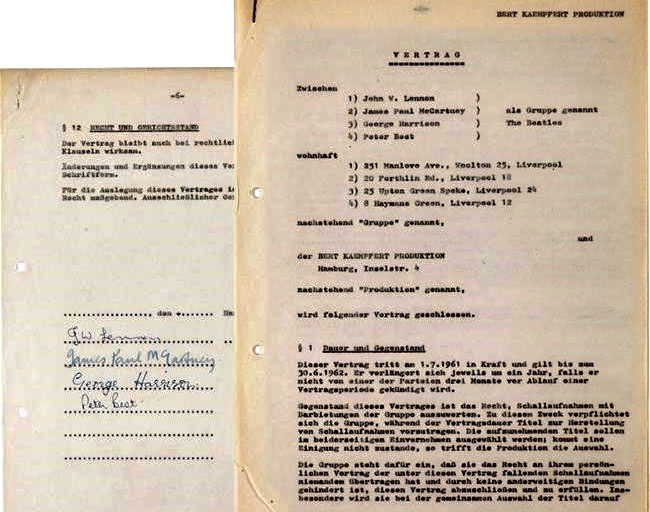 -6-
§ 12 RECHT UND GERICHTSSTAND
Der Vertrag bleibt auch bei rechtlic
Klauseln wirksam.
Änderungen und Ergänzungen dieses Ve
Schriftform.
Für die Auslegung dieses Vertrages i
Recht maßgebend. Ausschließlicher Ge
................, den ....... Ha
J W Lennon
James Paul McCartney
George Harrison
Peter Best.
BERT KAEMPFERT PRODUKTION
VERTRAG
Zwischen
1) John W. Lennon )
2) James Paul McCartney ) als Gruppe genannt
3) George Harrison ) The Beatles
4) Peter Best )
wohnhaft
1) 251 Manlove Ave., Woolton 25, Liverpool
2) 20 Forthlin Rd., Liverpool 18
3) 25 Upton Green Speke, Liverpool 24
4) 8 Haymans Green, Liverpool 12
nachstehend "Gruppe" genannt,
und
der BERT KAEMPFERT PRODUKTION
Hamburg, Inselstr. 4
nachstehend "Produktion" genannt,
wird folgender Vertrag geschlossen.
§ 1 Dauer und Gegenstand
Dieser Vertrag tritt am 1.7.1961 in Kraft und gilt bis zum
30.6.1962. Er verlängert sich jeweils um ein Jahr, falls er
nicht von einer der Parteien drei Monate vor Ablauf einer
Vertragsperiode gekündigt wird.
Gegenstand dieses Vertrages ist das Recht, Schallaufnahmen mit
Darbietungen der Gruppe auszuwerten. Zu diesem Zweck verpflichtet
sich die Gruppe, während der Vertragsdauer Titel zur Herstellung
von Schallaufnahmen vorzutragen. Die aufzunehmenden Titel sollen
im beiderseitigen Einvernehmen ausgewählt werden; kommt eine
Einigung nicht zustande, so trifft die Produktion die Auswahl.
Die Gruppe steht dafür ein, daß sie das Recht an ihrem persön-
lichen Vortrag der unter diesen Vertrag fallenden Schallaufnahmen
niemandem übertragen hat und durch keine anderweitigen Bindungen
gehindert ist, diesen Vertrag abzuschließen und zu erfüllen. Ins-
besondere wird sie bei der gemeinsamen Auswahl der Titel darauf